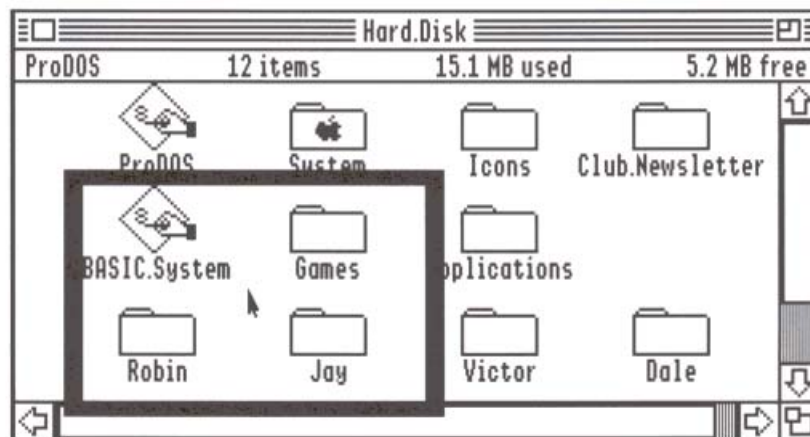 Hard.Disk
ProDOS 12 items 15.1 MB used 5.2 MB free
ProDOS System Icons Club.Newsletter
BASIC.System Games pplications
Robin Jay Victor Dale